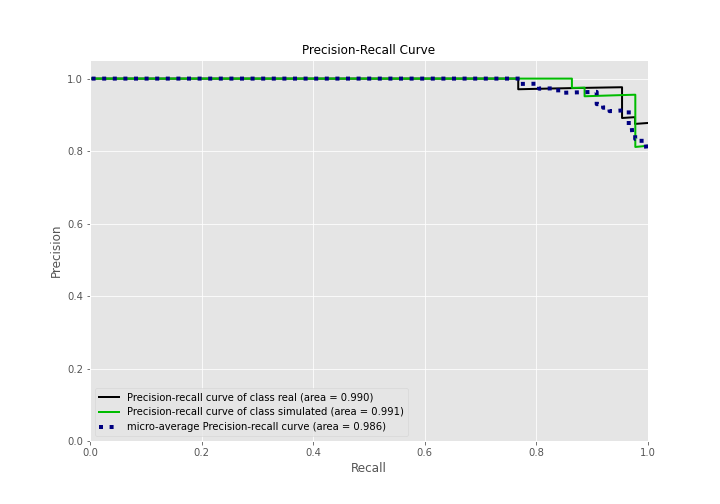 Precision-Recall Curve
1.0
0.8
0.6
0.4
0.2
0.0
Precision
Precision-recall curve of class real (area = 0.990)
Precision-recall curve of class simulated (area = 0.991)
micro-average Precision-recall curve (area = 0.986)
0.0 0.2 0.4 0.6 0.8 1.0
Recall